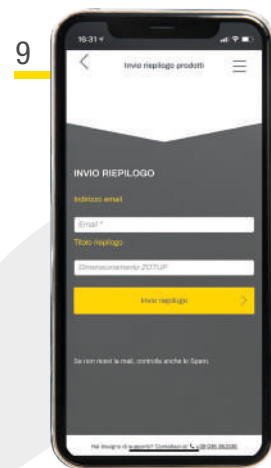 9
16:31
Invio riepilogo prodotti
INVIO RIEPILOGO
Indirizzo email
Email *
Titolo riepilogo
Dimensionamento ZOTUP
Invio riepilogo
Se non ricevi la mail, controlla anche lo Spam.
Hai bisogno di supporto? Contattaci al